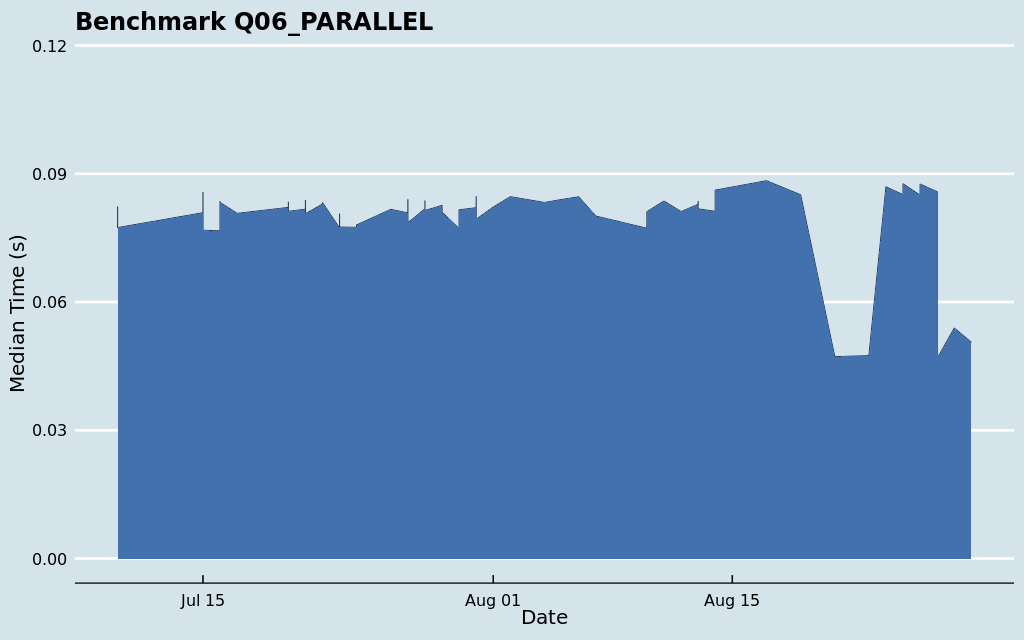 Benchmark Q06_PARALLEL
0.12
0.09
0.06
0.03
0.00
Median Time (s)
Jul 15
Aug 01
Aug 15
Date